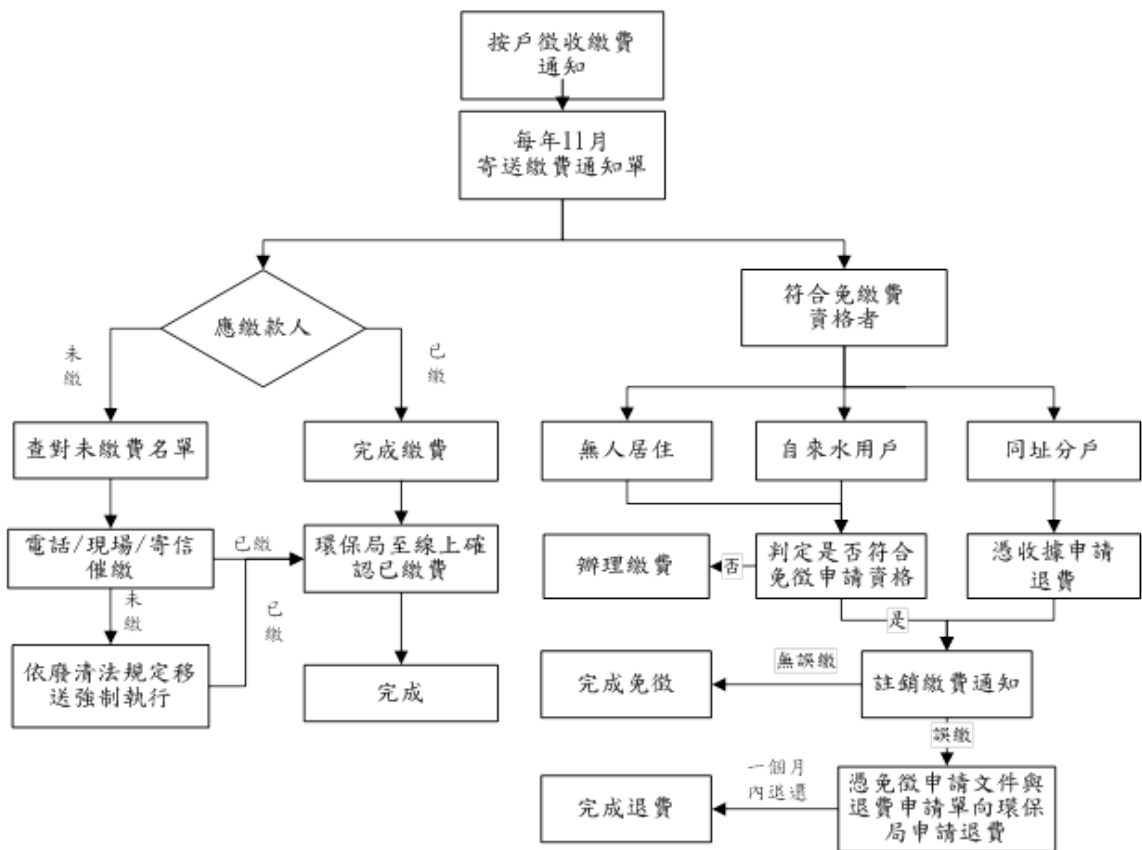 按戶徵收繳費
通知
每年11月
寄送繳費通知單
應繳款人
符合免繳費
資格者
未
繳
已
繳
查對未繳費名單
完成繳費
無人居住
自來水用戶
同址分戶
電話/現場/寄信
催繳
已繳
環保局至線上確
認已繳費
辦理繳費
否
判定是否符合
免徵申請資格
憑收據申請
退費
未
繳
已
繳
是
依廢清法規定移
送強制執行
完成
完成免徵
無誤繳
註銷繳費通知
誤繳
完成退費
一個月
內退還
憑免徵申請文件與
退費申請單向環保
局申請退費